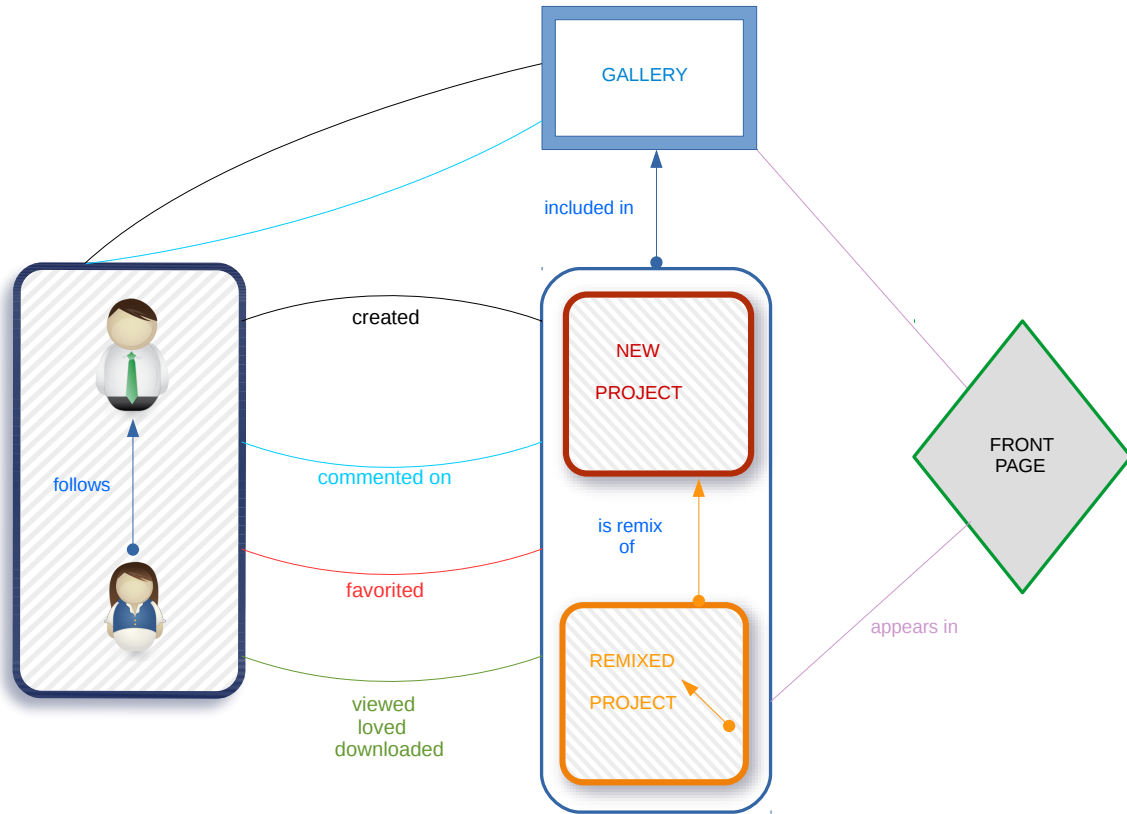 GALLERY
included in
created
NEW
PROJECT
FRONT
PAGE
commented on
follows
is remix
of
favorited
appears in
REMIXED
PROJECT
viewed
loved
downloaded